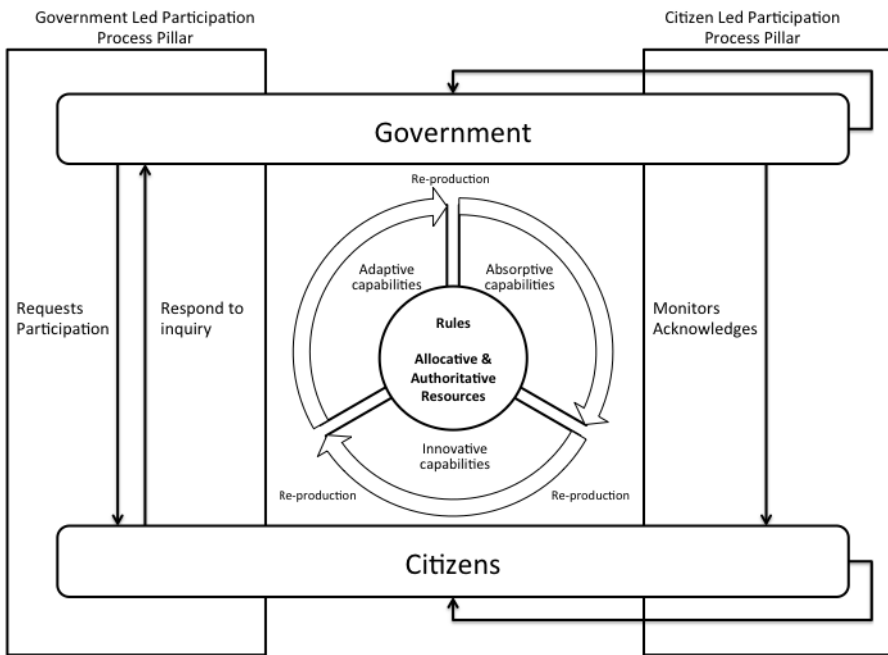 Government Led Participation
Process Pillar
Citizen Led Participation
Process Pillar
Government
Re-production
Adaptive
capabilities
Absorptive
capabilities
Requests
Participation
Respond to
inquiry
Monitors
Acknowledges
Rules
Allocative &
Authoritative
Resources
Innovative
capabilities
Re-production
Re-production
Citizens